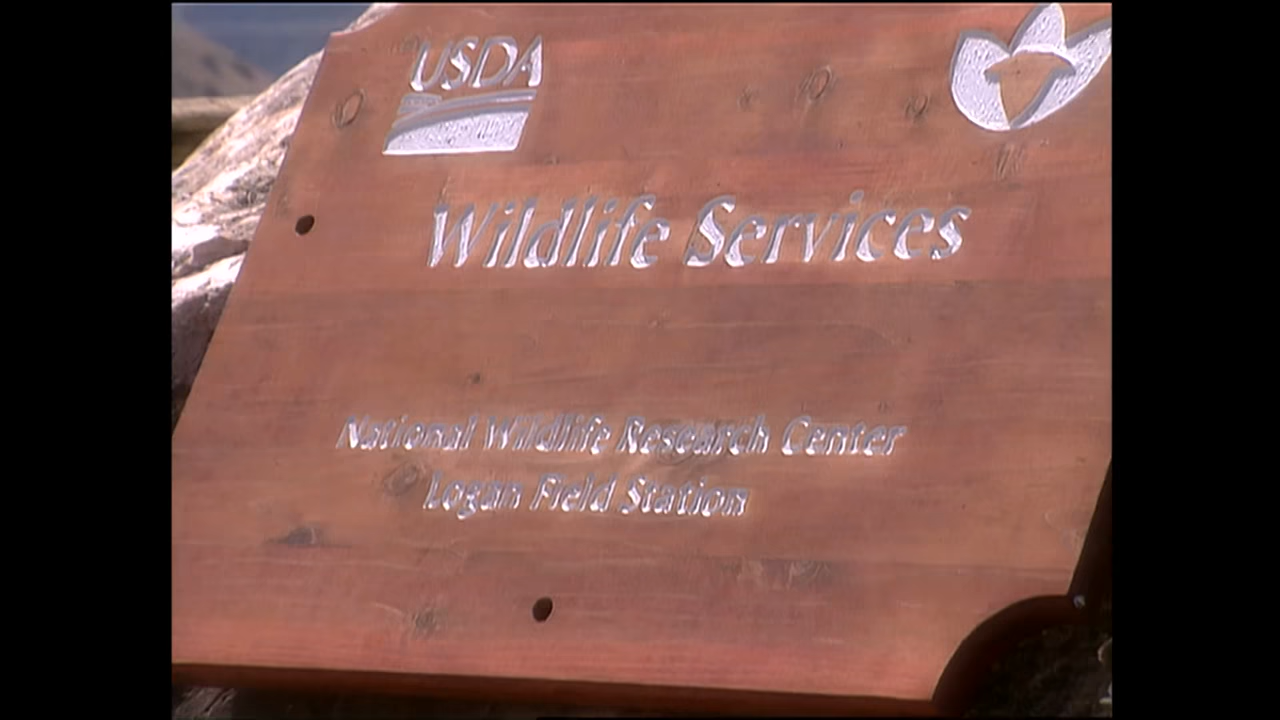 USDA
Wildlife Services
National Wildlife Research Center
Logan Field Station